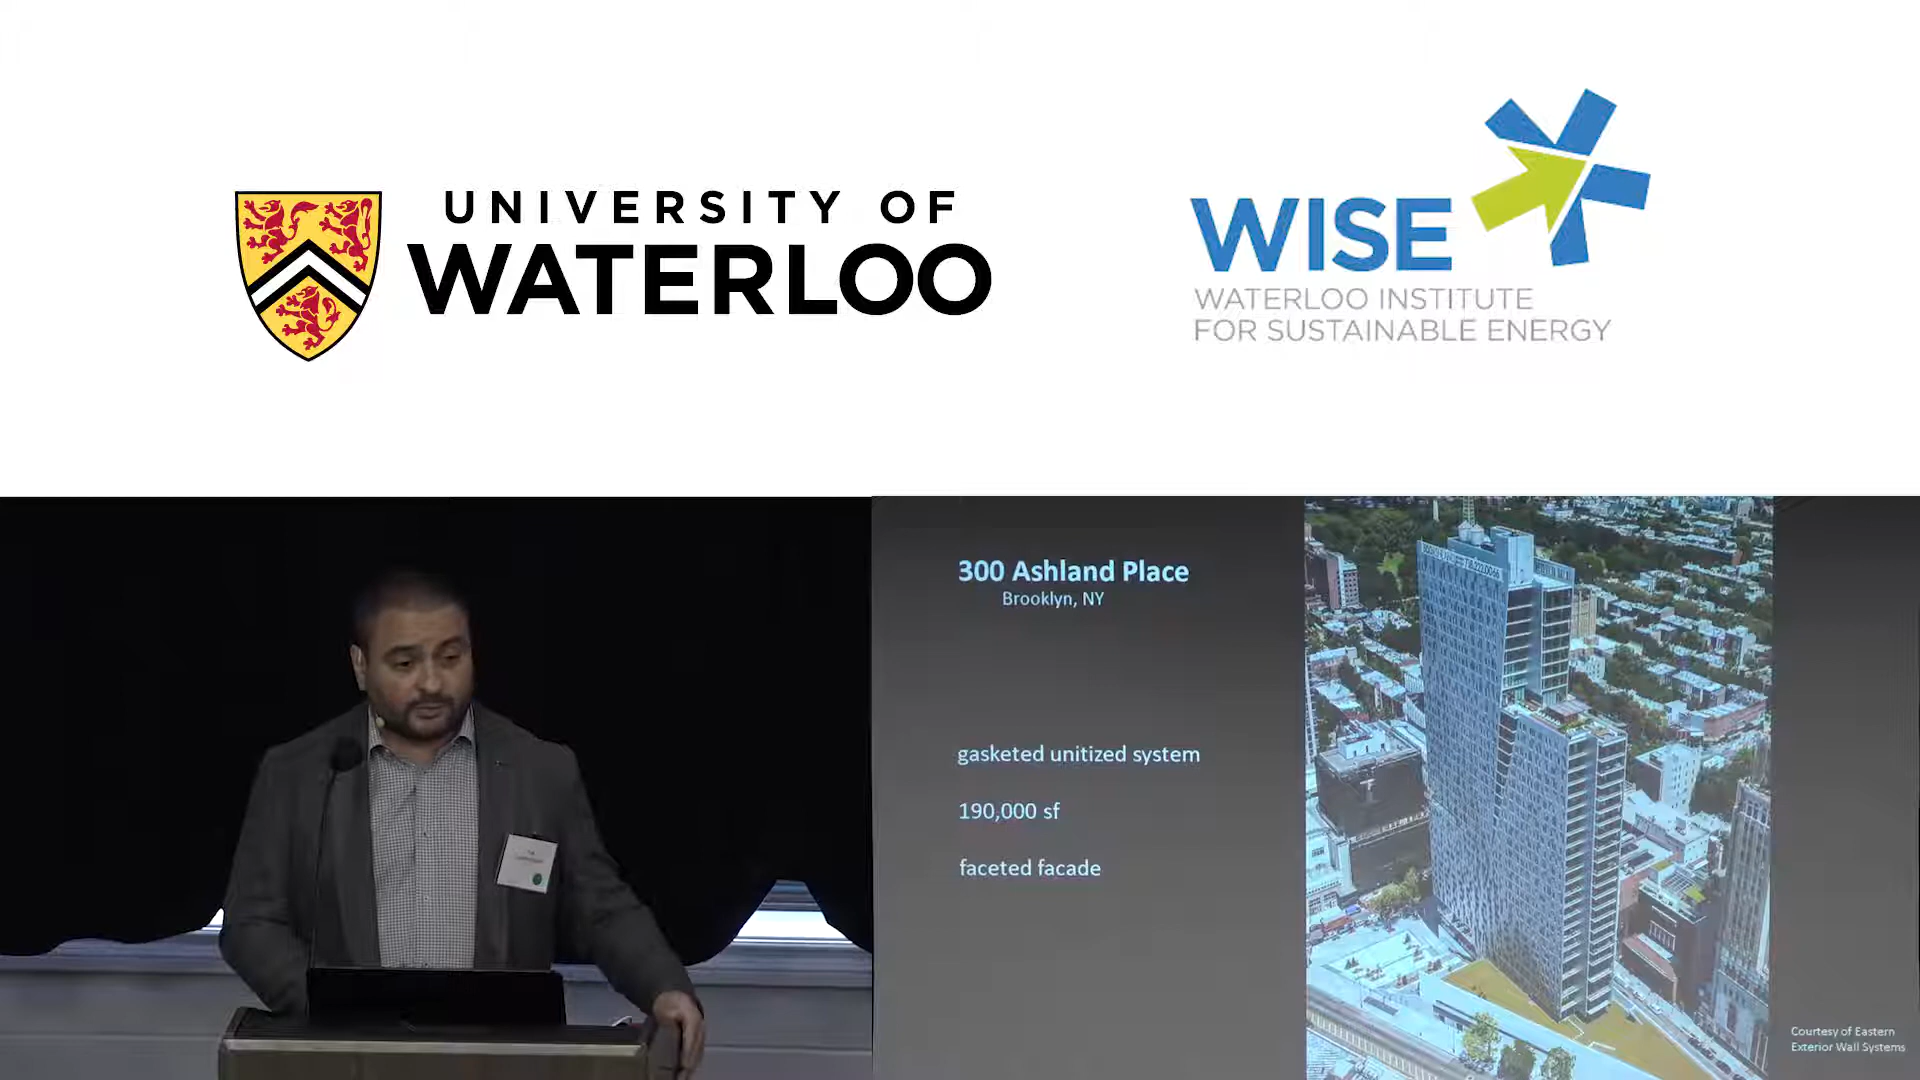 UNIVERSITY OF
WATERLOO
WISE
WATERLOO INSTITUTE
FOR SUSTAINABLE ENERGY
300 Ashland Place
Brooklyn, NY
gasketed unitized system
190,000 sf
faceted facade
Courtesy of Eastern
Exterior Wall Systems